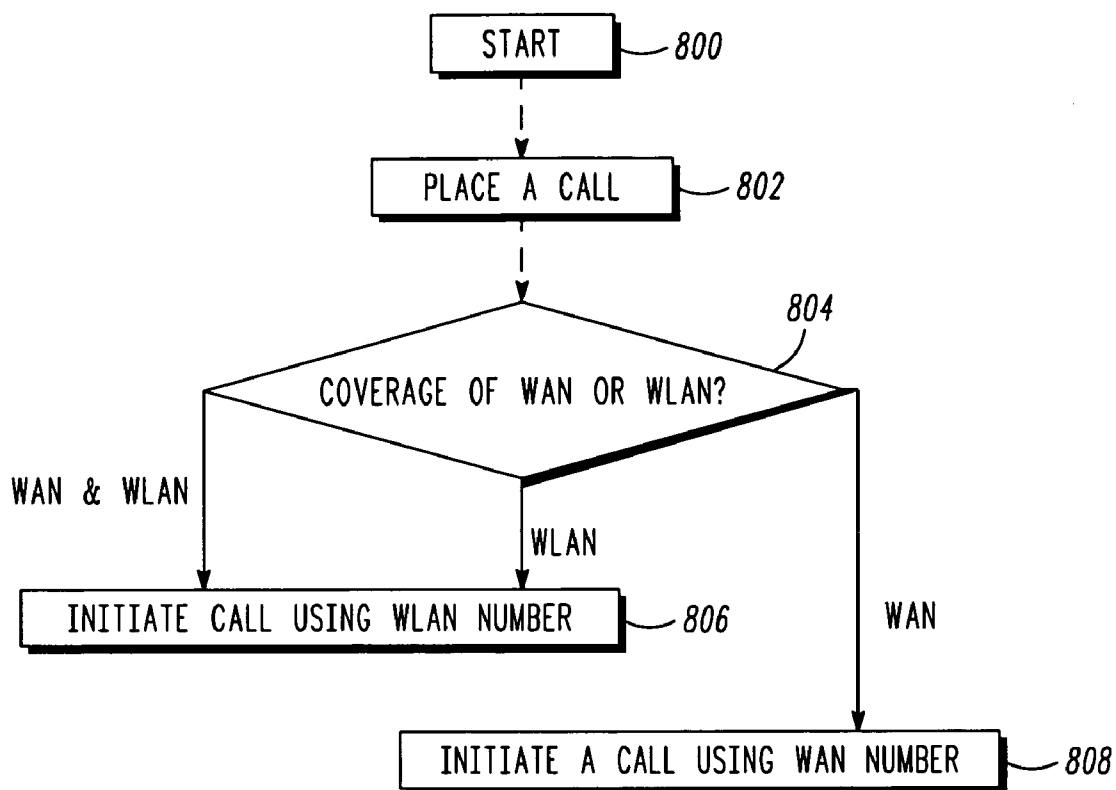 START
800
PLACE A CALL
802
804
COVERAGE OF WAN OR WLAN?
WAN & WLAN
WLAN
INITIATE CALL USING WLAN NUMBER
806
WAN
INITIATE A CALL USING WAN NUMBER
808